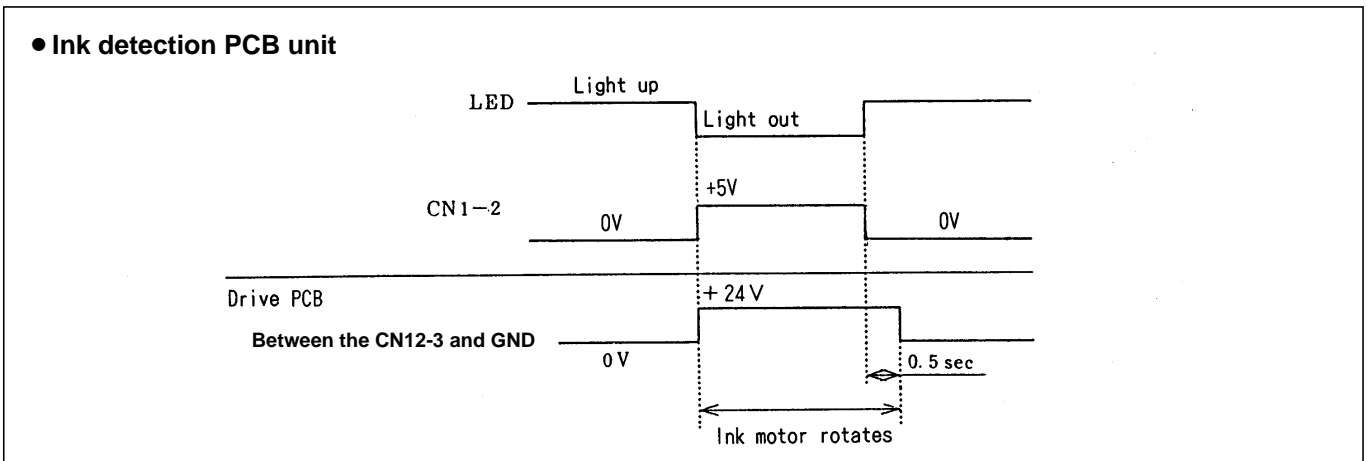 ● Ink detection PCB unit
Light up
LED
Light out
+5V
CN1-2
0V
0V
Drive PCB
+24V
Between the CN12-3 and GND
0V
0.5 sec
Ink motor rotates